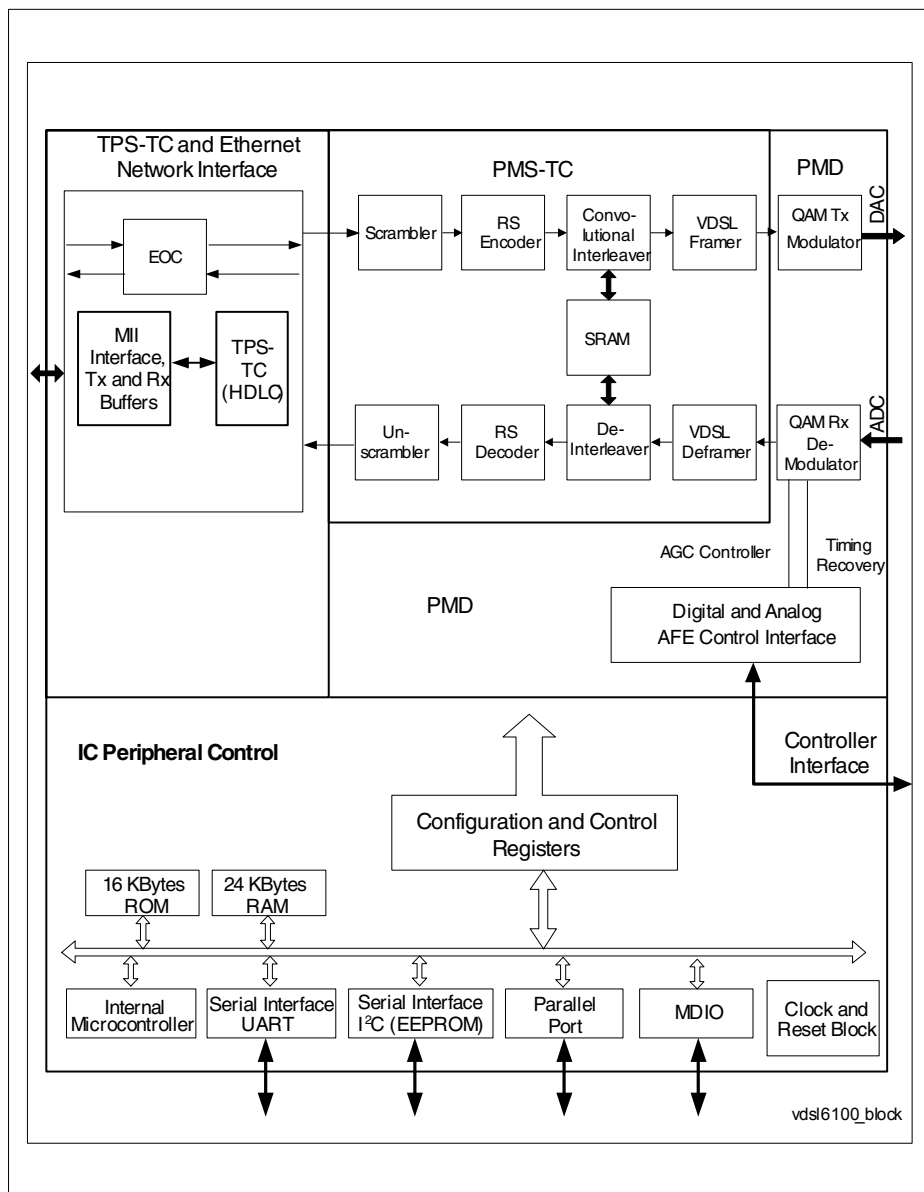 TPS-TC and Ethernet
Network Interface
PMS-TC
PMD
EOC
MII
Interface,
Tx and Rx
Buffers
TPS-
TC
(HDLC)
Scrambler
RS
Encoder
Convo-
lutional
Interleaver
VDSL
Framer
QAM Tx
Modulator
DAC
SRAM
Un-
scrambler
RS
Decoder
De-
Interleaver
VDSL
Deframer
QAM Rx
De-
Modulator
ADC
AGC Controller
Timing
Recovery
PMD
Digital and Analog
AFE Control Interface
IC Peripheral Control
Controller
Interface
Configuration and Control
Registers
16 KBytes
ROM
24 KBytes
RAM
Internal
Microcontroller
Serial Interface
UART
Serial Interface
I²C (EEPROM)
Parallel
Port
MDIO
Clock and
Reset Block
vdsl6100_block